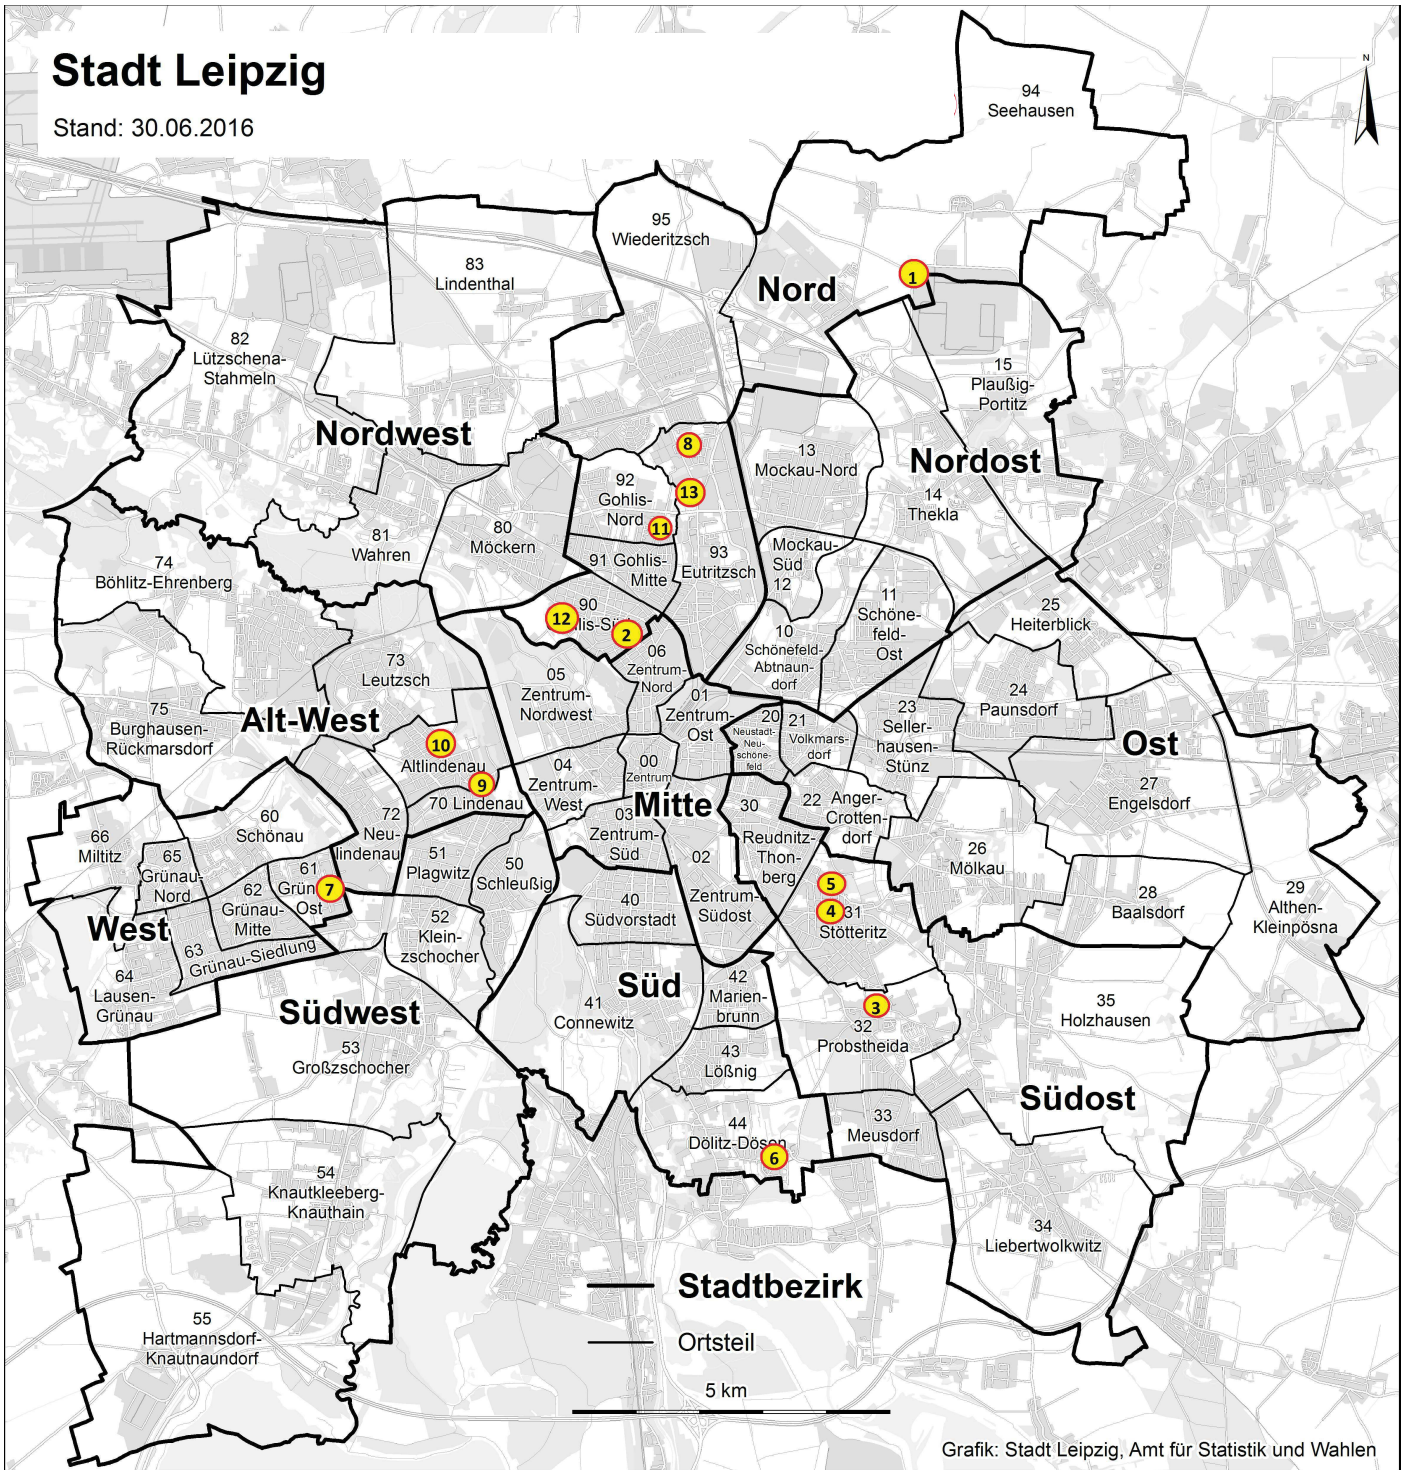 Stadt Leipzig
Stand: 30.06.2016
N
94
Seehausen
95
Wiederitzsch
83
Lindenthal
Nord
1
82
Lützschena-
Stahmeln
15
Plaußig-
Portitz
Nordwest
8
13
Mockau-Nord
Nordost
92
Gohlis-
Nord
13
11
14
Thekla
80
Möckern
81
Wahren
91 Gohlis-
Mitte
93
Eutritzsch
Mockau-
Süd
12
74
Böhlitz-Ehrenberg
11
Schöne-
feld-
Ost
25
Heiterblick
90
12
2
10
Schönefeld-
Abtnaun-
dorf
06
Zentrum-
Nord
73
Leutzsch
05
Zentrum-
Nordwest
01
Zentrum-
Ost
24
Paunsdorf
75
Burghausen-
Rückmarsdorf
Alt-West
23
Seller-
hausen-
Stünz
20
Neustadt-
Neu-
schöne-
feld
21
Volkmars-
dorf
Ost
10
Altlindenau
9
00
Zentrum
04
Zentrum-
West
27
Engelsdorf
70 Lindenau
Mitte
30
Reudnitz-
Thon-
berg
22 Anger-
Crotten-
dorf
60
Schönau
72
Neu-
lindenau
03
Zentrum-
Süd
66
Miltitz
65
Grünau-
Nord
51
Plagwitz
50
Schleußig
02
Zentrum-
Südost
26
Mölkau
61
Grün
Ost
7
62
Grünau-
Mitte
5
4
31
Stötteritz
40
Südvorstadt
28
Baalsdorf
29
Althen-
Kleinpösna
West
63
Grünau-Siedlung
52
Klein-
zschocher
64
Lausen-
Grünau
Süd
42
Marien-
brunn
41
Connewitz
3
32
Probstheida
35
Holzhausen
Südwest
53
Großzschocher
43
Lößnig
Südost
44
Dölitz-Dösen
6
33
Meusdorf
54
Knautkleeberg-
Knauthain
34
Liebertwolkwitz
55
Hartmannsdorf-
Knautnaundorf
Stadtbezirk
Ortsteil
5 km
Grafik: Stadt Leipzig, Amt für Statistik und Wahlen